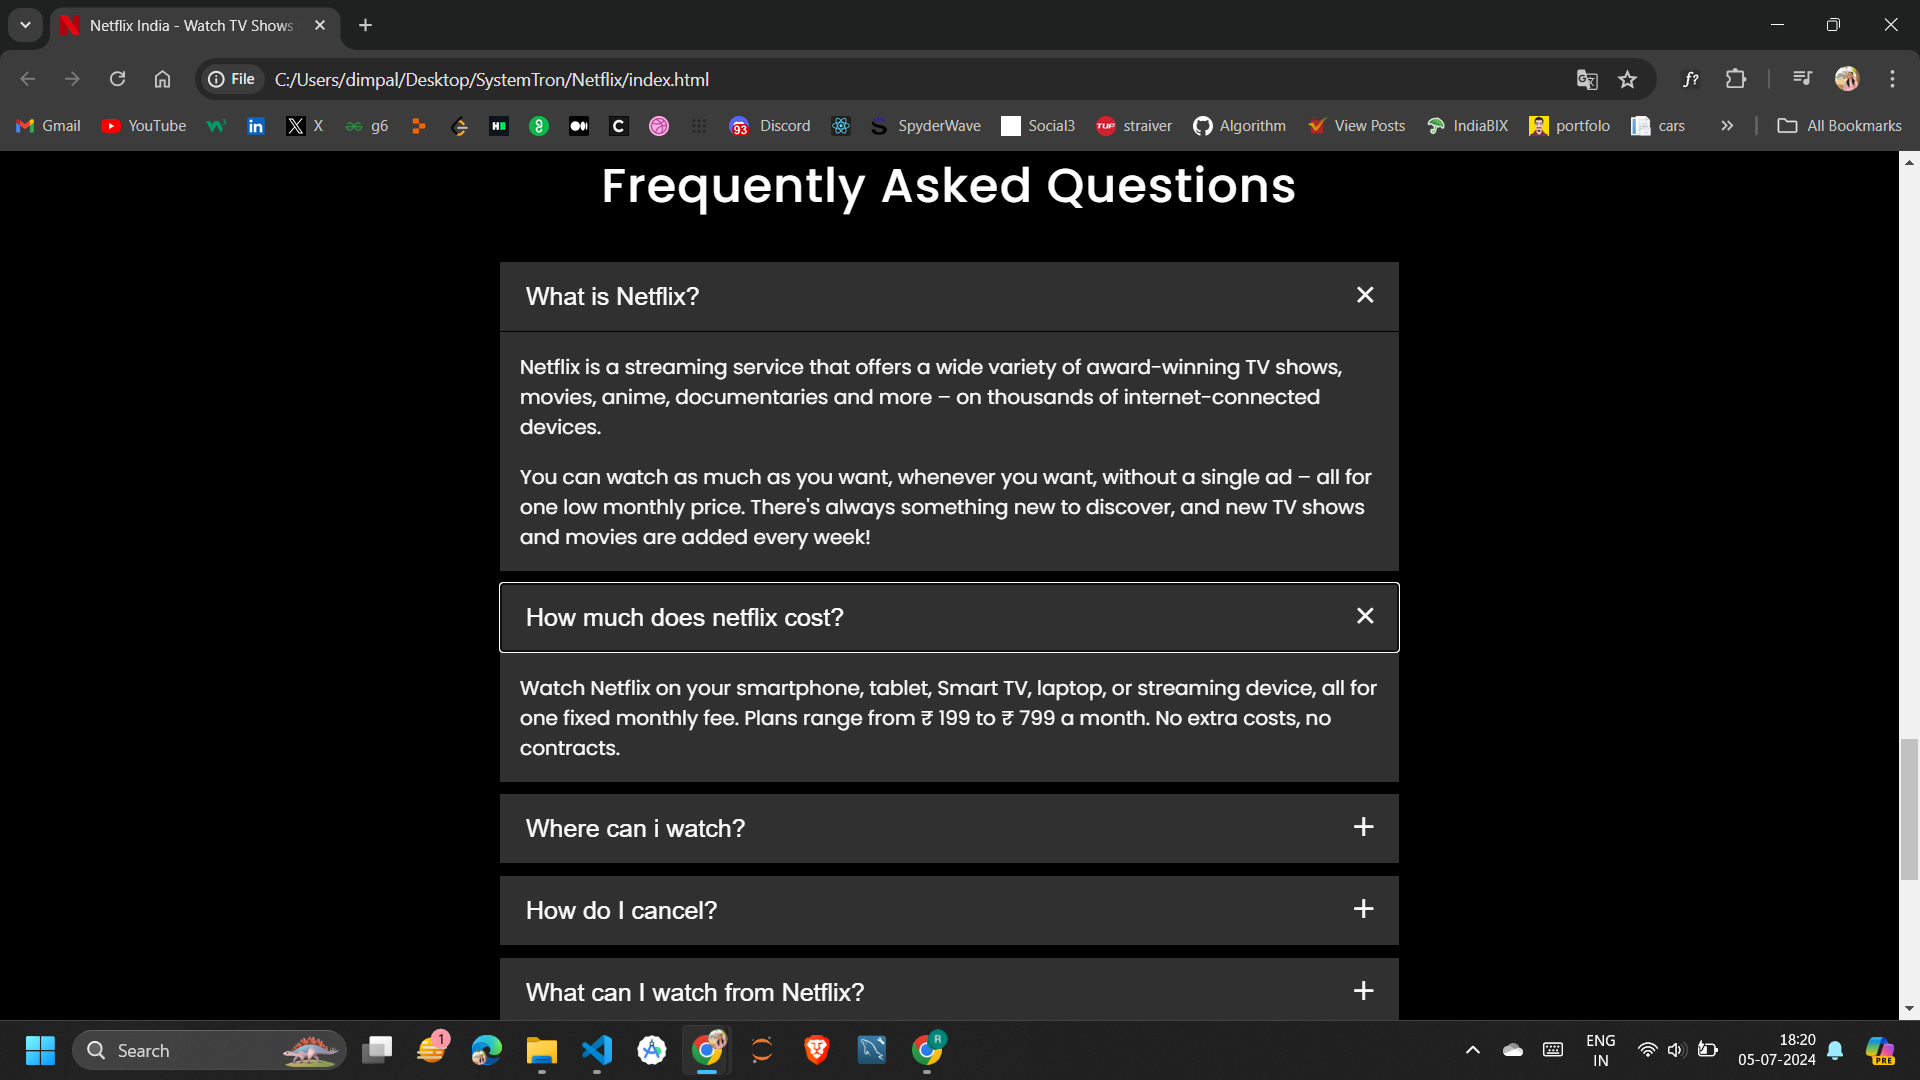 Netflix India - Watch TV Shows
File C:/Users/dimpal/Desktop/SystemTron/Netflix/index.html
f?
Gmail YouTube X g6 93 Discord SpyderWave Social3 TUF straiver Algorithm View Posts IndiaBIX portfolo cars » All Bookmarks
Frequently Asked Questions
What is Netflix?
Netflix is a streaming service that offers a wide variety of award-winning TV shows,
movies, anime, documentaries and more – on thousands of internet-connected
devices.
You can watch as much as you want, whenever you want, without a single ad – all for
one low monthly price. There's always something new to discover, and new TV shows
and movies are added every week!
How much does netflix cost?
Watch Netflix on your smartphone, tablet, Smart TV, laptop, or streaming device, all for
one fixed monthly fee. Plans range from ₹ 199 to ₹ 799 a month. No extra costs, no
contracts.
Where can i watch?
How do I cancel?
What can I watch from Netflix?
Search 1 R ENG 18:20
IN 05-07-2024 PRE